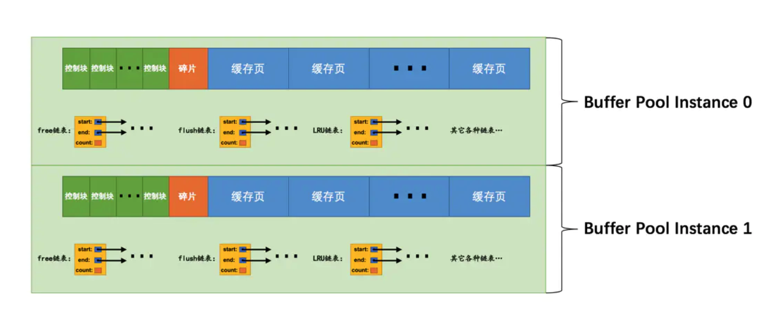 控制块 控制块 ... 控制块 碎片 缓存页 缓存页 ... 缓存页
Buffer Pool Instance 0
free链表： start: end: count: ... flush链表： start: end: count: ... LRU链表： start: end: count: ... 其它各种链表...
控制块 控制块 ... 控制块 碎片 缓存页 缓存页 ... 缓存页
Buffer Pool Instance 1
free链表： start: end: count: ... flush链表： start: end: count: ... LRU链表： start: end: count: ... 其它各种链表...